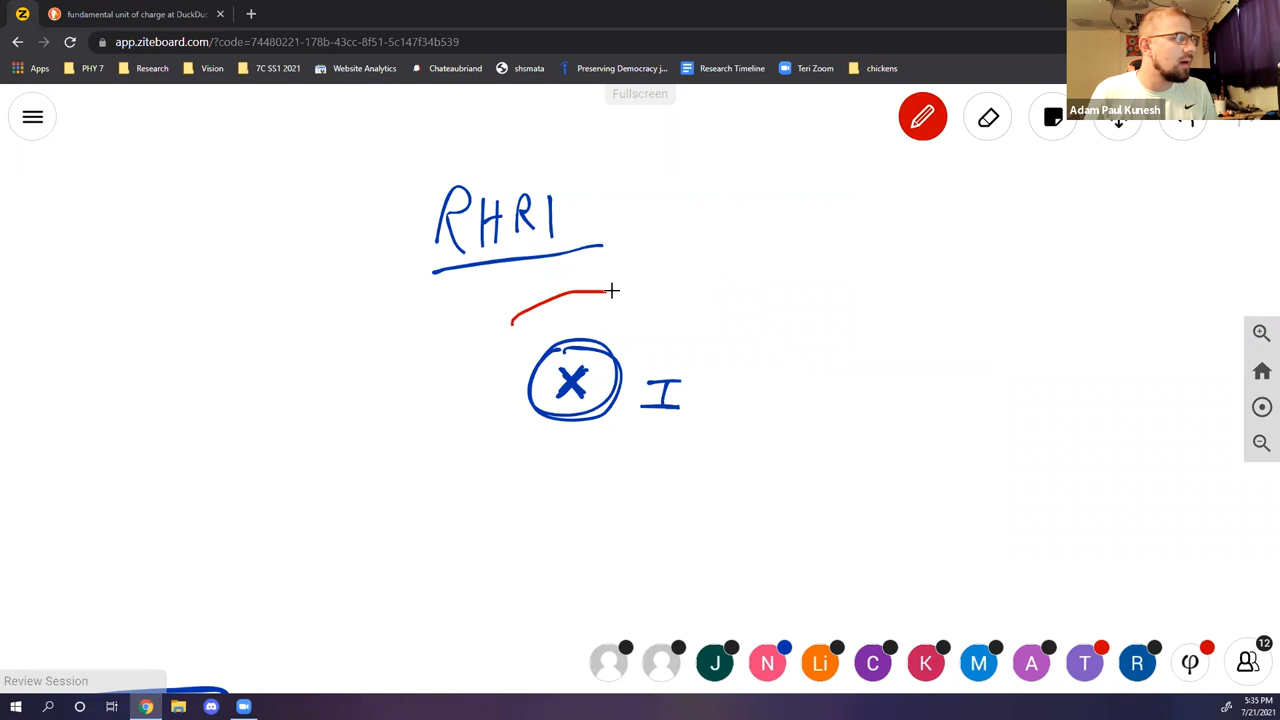 fundamental unit of charge at DuckDu
app.ziteboard.com/?code=74480221-178b-43cc-8f51-5c147f34b539
Apps PHY 7 Research Vision 7C SS1 2021 Website Analytics Chateaubriand shsmata Preserving Democracy j... Research Timeline Teri Zoom chickens
Fullscreen
Adam Paul Kunesh
RHR1
X I
J N Li C K M A T R φ 12
Review Session
5:35 PM
7/21/2021